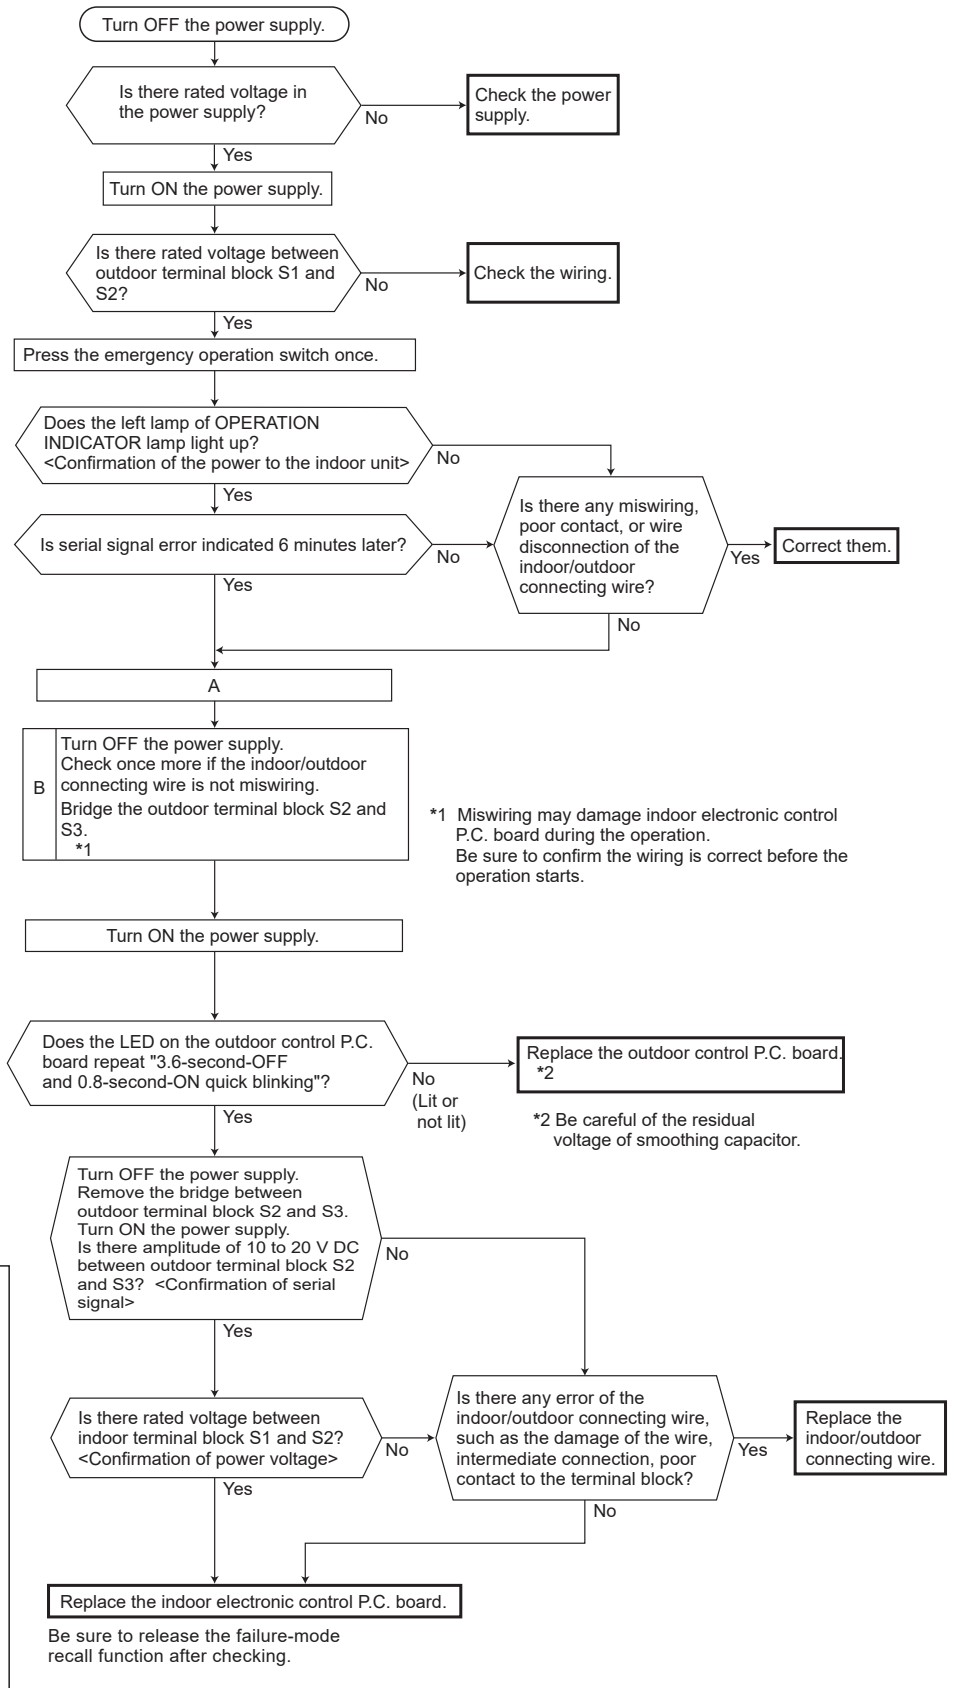 Turn OFF the power supply.
Is there rated voltage in
the power supply?
No
Check the power
supply.
Yes
Turn ON the power supply.
Is there rated voltage between
outdoor terminal block S1 and
S2?
No
Check the wiring.
Yes
Press the emergency operation switch once.
Does the left lamp of OPERATION
INDICATOR lamp light up?
<Confirmation of the power to the indoor unit>
No
Yes
Is serial signal error indicated 6 minutes later?
No
Is there any miswiring,
poor contact, or wire
disconnection of the
indoor/outdoor
connecting wire?
Yes
Correct them.
Yes
No
A
B
Turn OFF the power supply.
Check once more if the indoor/outdoor
connecting wire is not miswiring.
Bridge the outdoor terminal block S2 and
S3.
*1
*1 Miswiring may damage indoor electronic control
P.C. board during the operation.
Be sure to confirm the wiring is correct before the
operation starts.
Turn ON the power supply.
Does the LED on the outdoor control P.C.
board repeat "3.6-second-OFF
and 0.8-second-ON quick blinking"?
No
(Lit or
not lit)
Replace the outdoor control P.C. board.
*2
*2 Be careful of the residual
voltage of smoothing capacitor.
Yes
Turn OFF the power supply.
Remove the bridge between
outdoor terminal block S2 and S3.
Turn ON the power supply.
Is there amplitude of 10 to 20 V DC
between outdoor terminal block S2
and S3? <Confirmation of serial
signal>
No
Yes
Is there rated voltage between
indoor terminal block S1 and S2?
<Confirmation of power voltage>
No
Is there any error of the
indoor/outdoor connecting wire,
such as the damage of the wire,
intermediate connection, poor
contact to the terminal block?
Yes
Replace the
indoor/outdoor
connecting wire.
Yes
No
Replace the indoor electronic control P.C. board.
Be sure to release the failure-mode
recall function after checking.